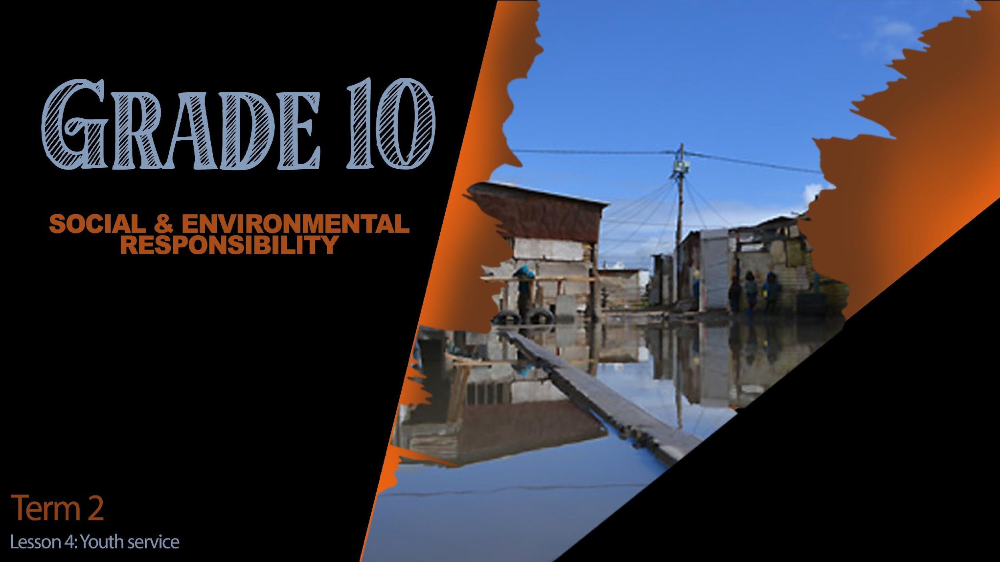 GRADE 10
SOCIAL & ENVIRONMENTAL
RESPONSIBILITY
Term 2
Lesson 4: Youth service